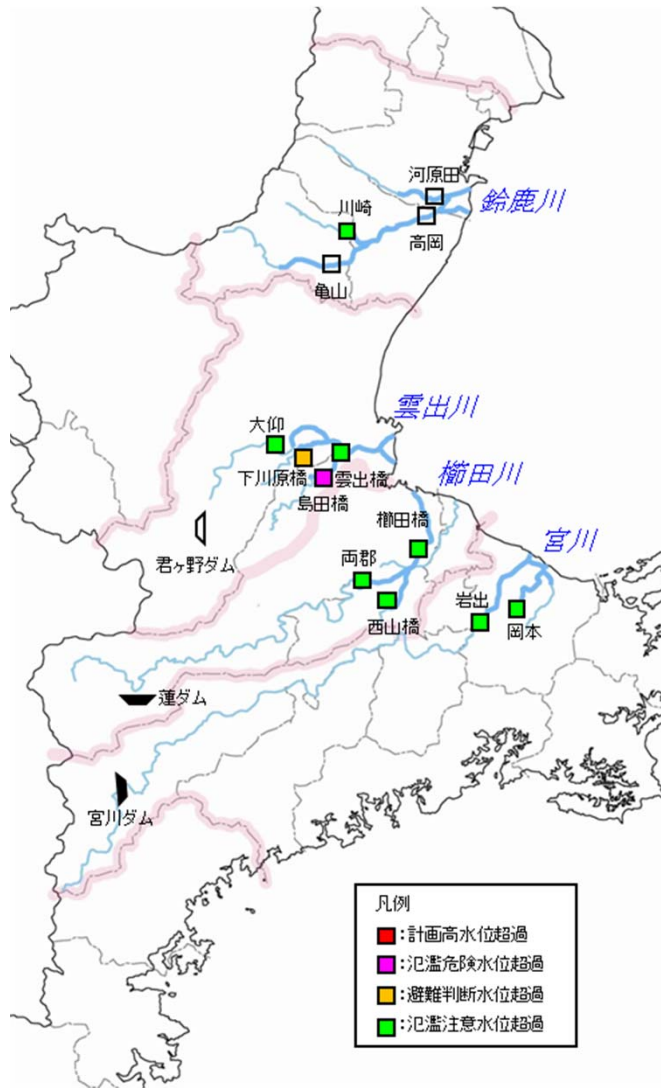 河原田
鈴鹿川
川崎
高岡
亀山
雲出川
大仰
下川原橋
雲出橋
櫛田川
島田橋
櫛田橋
宮川
君ヶ野ダム
両郡
岩出
西山橋
岡本
蓮ダム
宮川ダム
凡例
:計画高水位超過
:氾濫危険水位超過
:避難判断水位超過
:氾濫注意水位超過